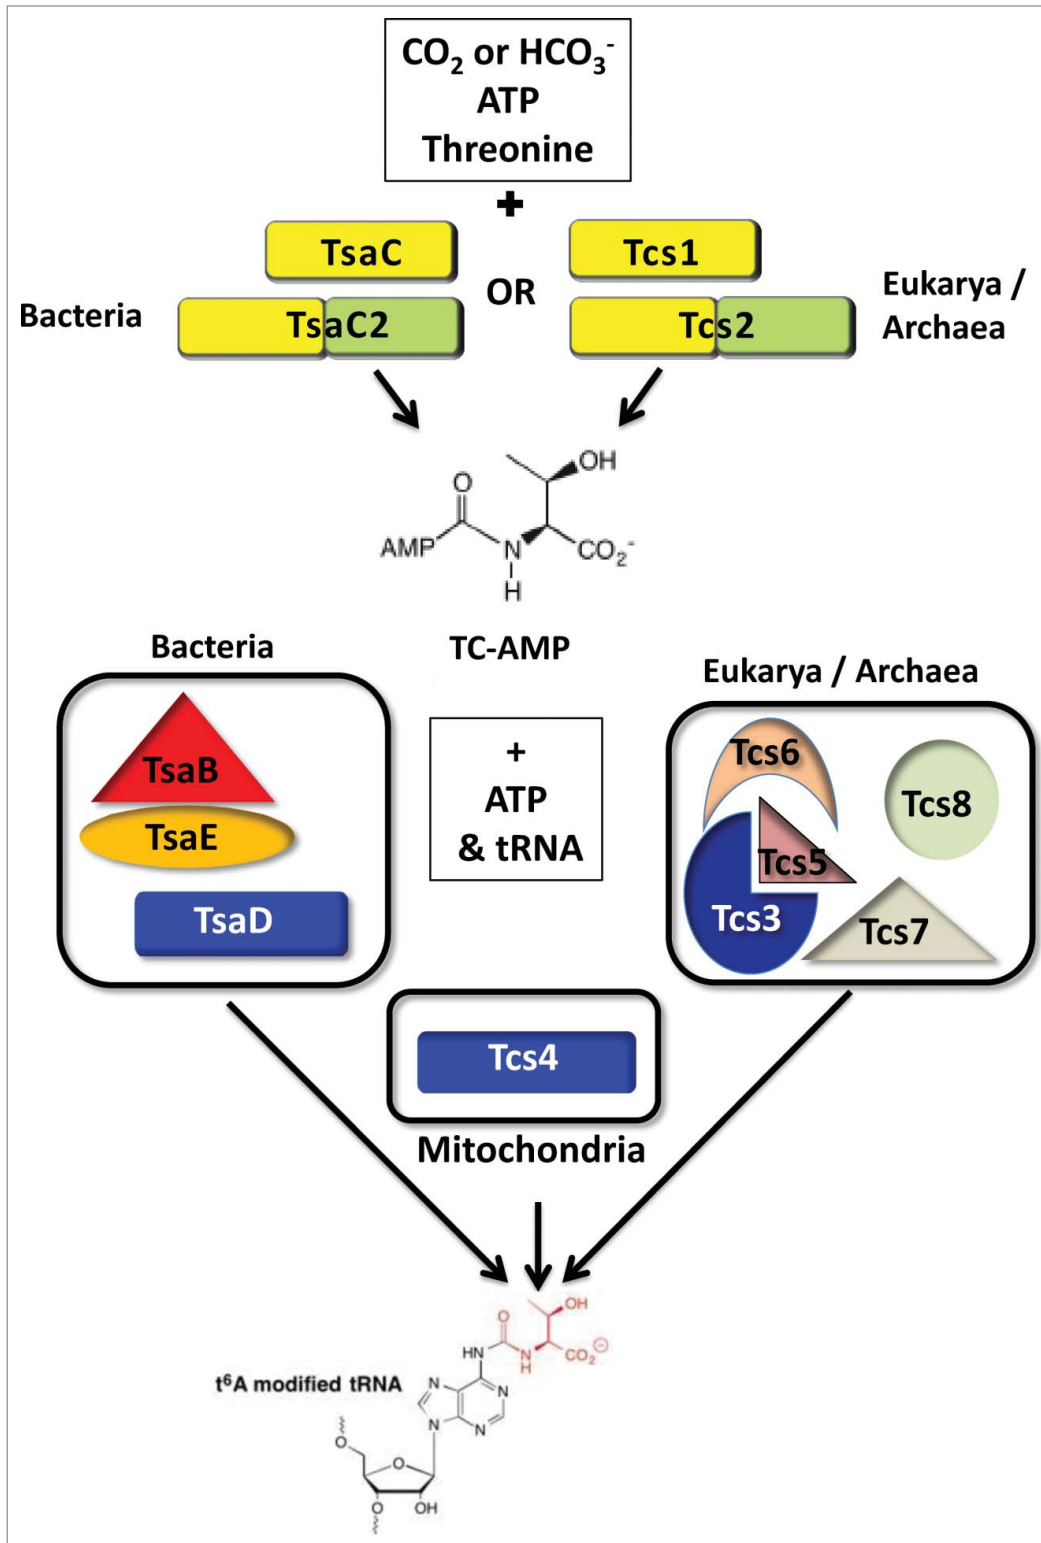 CO₂ or HCO₃⁻
ATP
Threonine
+
TsaC
Tcs1
OR
Bacteria
TsaC2
Tcs2
Eukarya /
Archaea
O
OH
AMP
N
H
CO₂⁻
TC-AMP
Bacteria
Eukarya / Archaea
TsaB
TsaE
TsaD
+
ATP
& tRNA
Tcs6
Tcs8
Tcs5
Tcs3
Tcs7
Tcs4
Mitochondria
O
OH
HN
N
H
CO₂⊖
t⁶A modified tRNA
N
N
N
N
O
O
O
OH